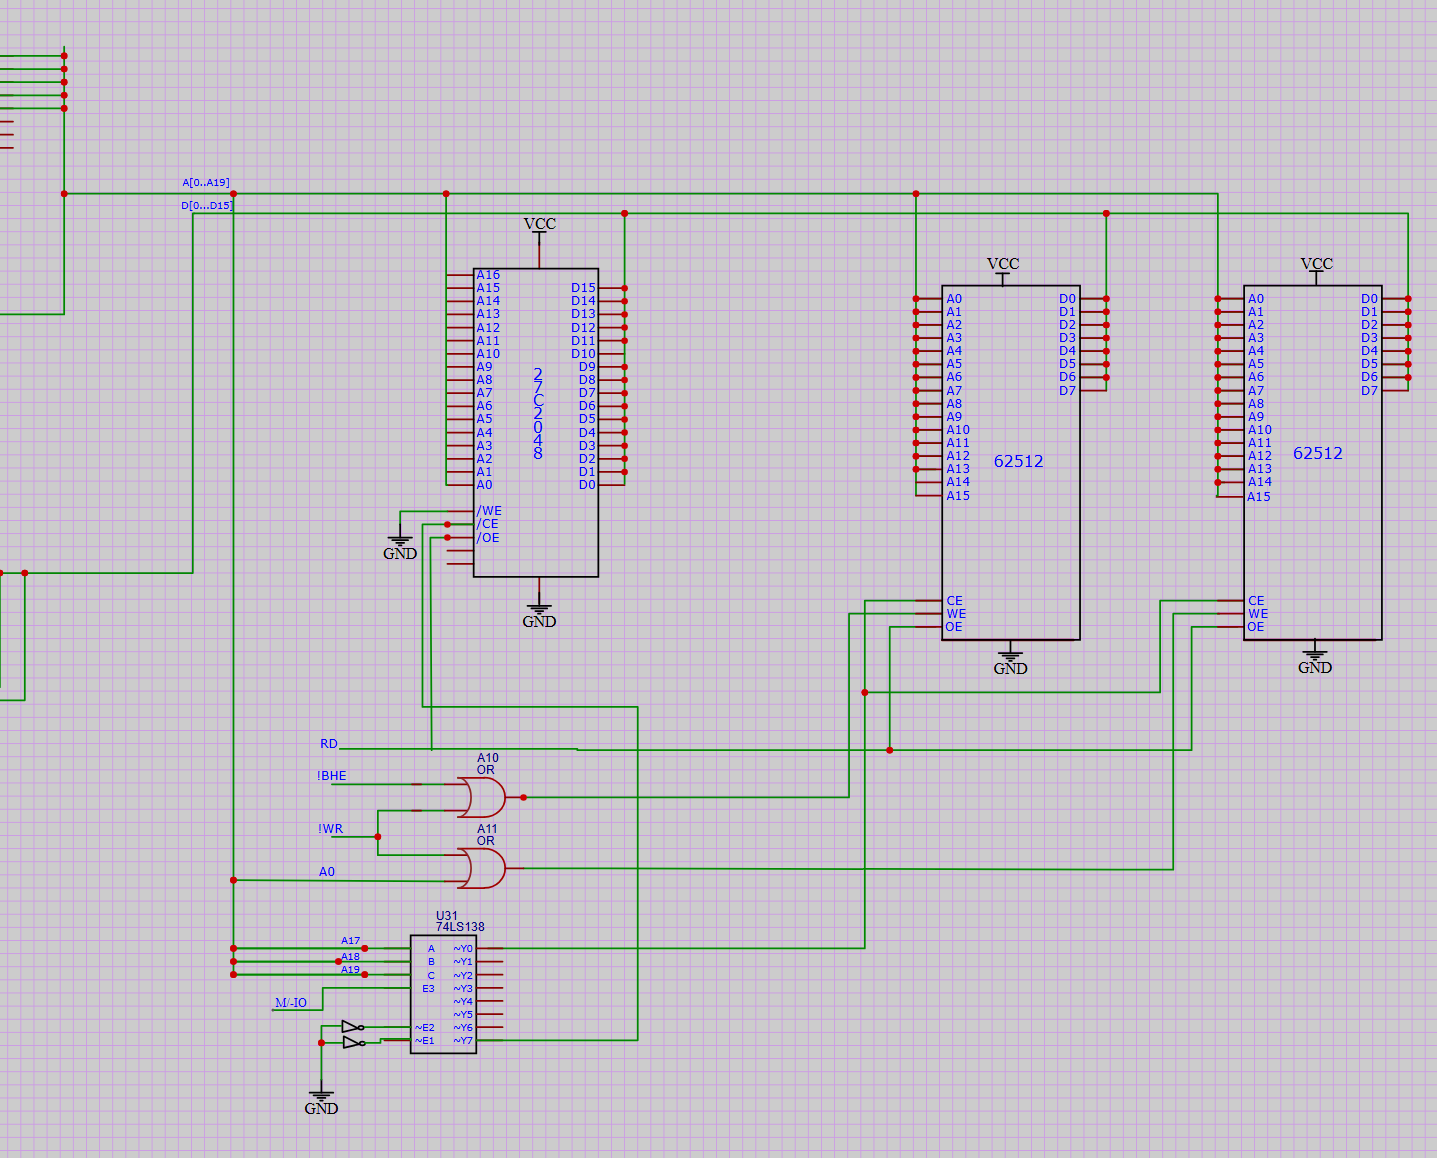 A[0..A19]
D[0...D15]
VCC
A16
A15
A14
A13
A12
A11
A10
A9
A8
A7
A6
A5
A4
A3
A2
A1
A0
/WE
/CE
/OE
27C2048
D15
D14
D13
D12
D11
D10
D9
D8
D7
D6
D5
D4
D3
D2
D1
D0
GND
GND
VCC
A0
A1
A2
A3
A4
A5
A6
A7
A8
A9
A10
A11
A12
A13
A14
A15
62512
D0
D1
D2
D3
D4
D5
D6
D7
CE
WE
OE
GND
VCC
A0
A1
A2
A3
A4
A5
A6
A7
A8
A9
A10
A11
A12
A13
A14
A15
62512
D0
D1
D2
D3
D4
D5
D6
D7
CE
WE
OE
GND
RD
A10
OR
!BHE
!WR
A11
OR
A0
U31
74LS138
A17
A18
A19
M/-IO
A
B
C
E3
~E2
~E1
~Y0
~Y1
~Y2
~Y3
~Y4
~Y5
~Y6
~Y7
GND